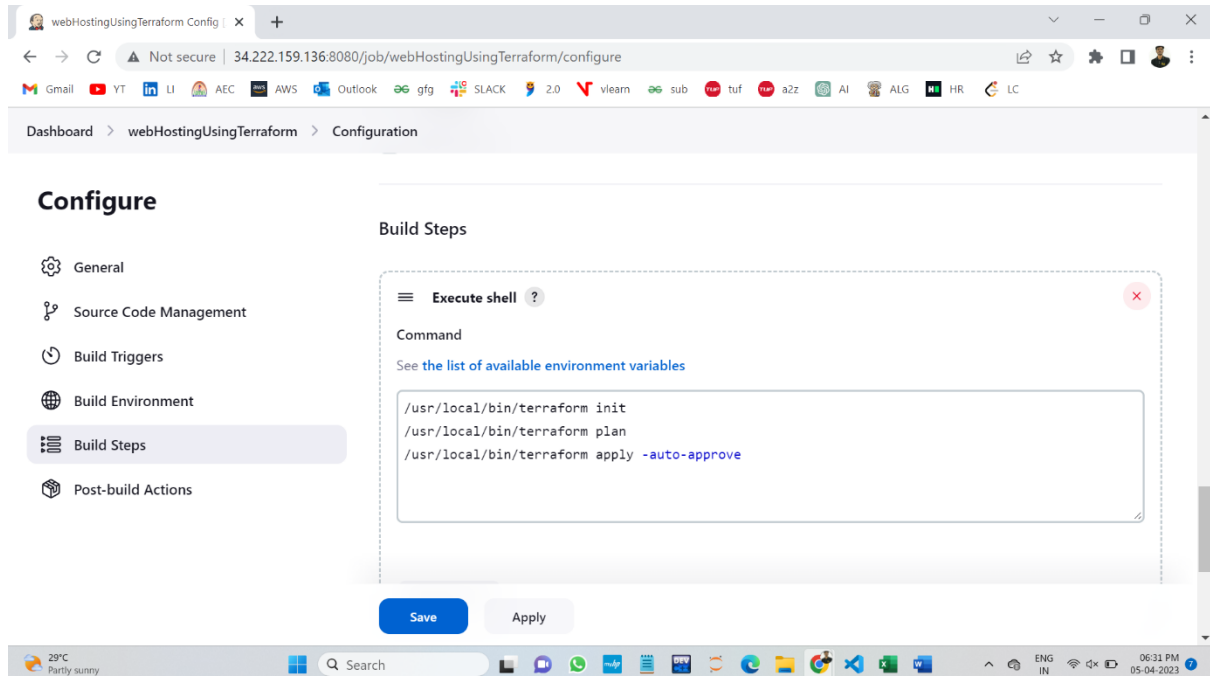 webHostingUsingTerraform Config [
Not secure | 34.222.159.136:8080/job/webHostingUsingTerraform/configure
Gmail YT LI AEC AWS Outlook gfg SLACK 2.0 vlearn sub tuf a2z AI ALG HR LC
Dashboard > webHostingUsingTerraform > Configuration
Configure
General
Source Code Management
Build Triggers
Build Environment
Build Steps
Post-build Actions
Build Steps
Execute shell ?
Command
See the list of available environment variables
/usr/local/bin/terraform init
/usr/local/bin/terraform plan
/usr/local/bin/terraform apply -auto-approve
Save Apply
29°C
Partly sunny
Search
ENG
IN
06:31 PM
05-04-2023